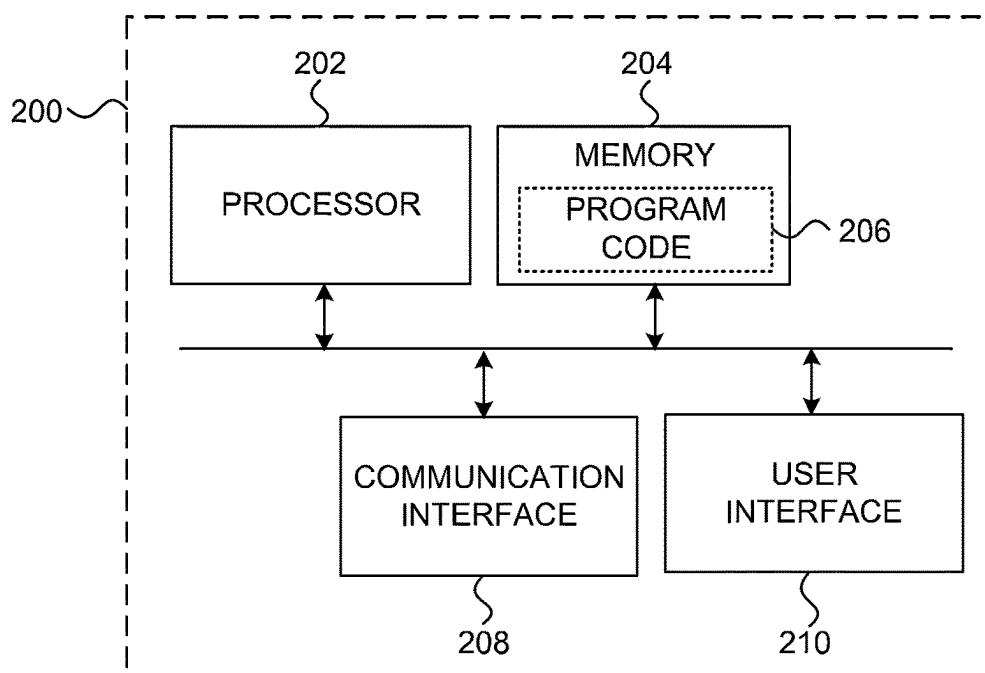 202
204
200
MEMORY
PROCESSOR
PROGRAM
CODE
206
COMMUNICATION
INTERFACE
USER
INTERFACE
208
210